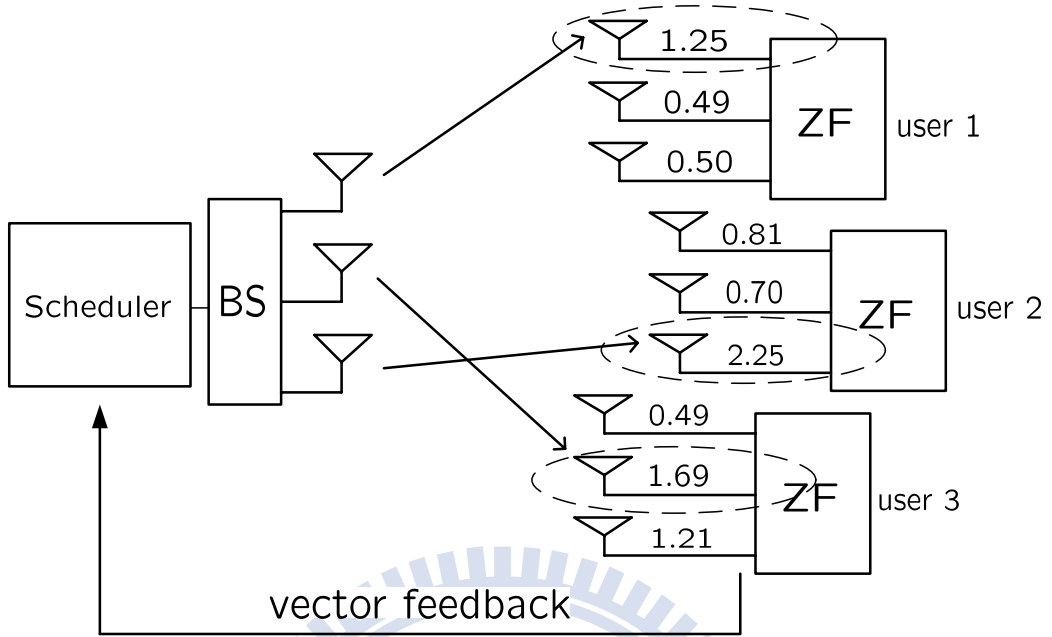 1.25
0.49
0.50
ZF
user 1
0.81
0.70
2.25
ZF
user 2
Scheduler
BS
0.49
1.69
1.21
ZF
user 3
vector feedback